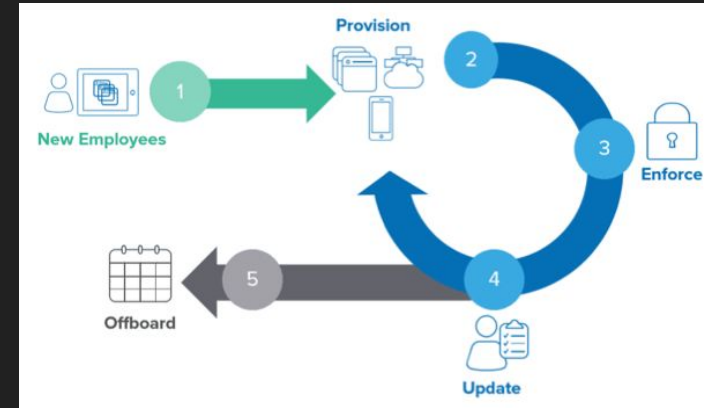 Provision
1
2
New Employees
3
Enforce
5
4
Offboard
Update